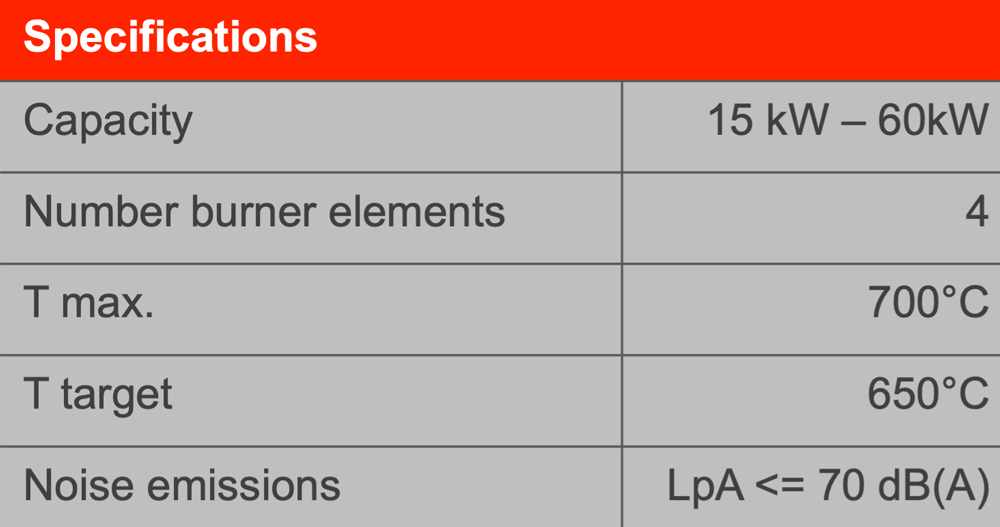 Specifications
Capacity 15 kW – 60kW
Number burner elements 4
T max. 700°C
T target 650°C
Noise emissions LpA <= 70 dB(A)